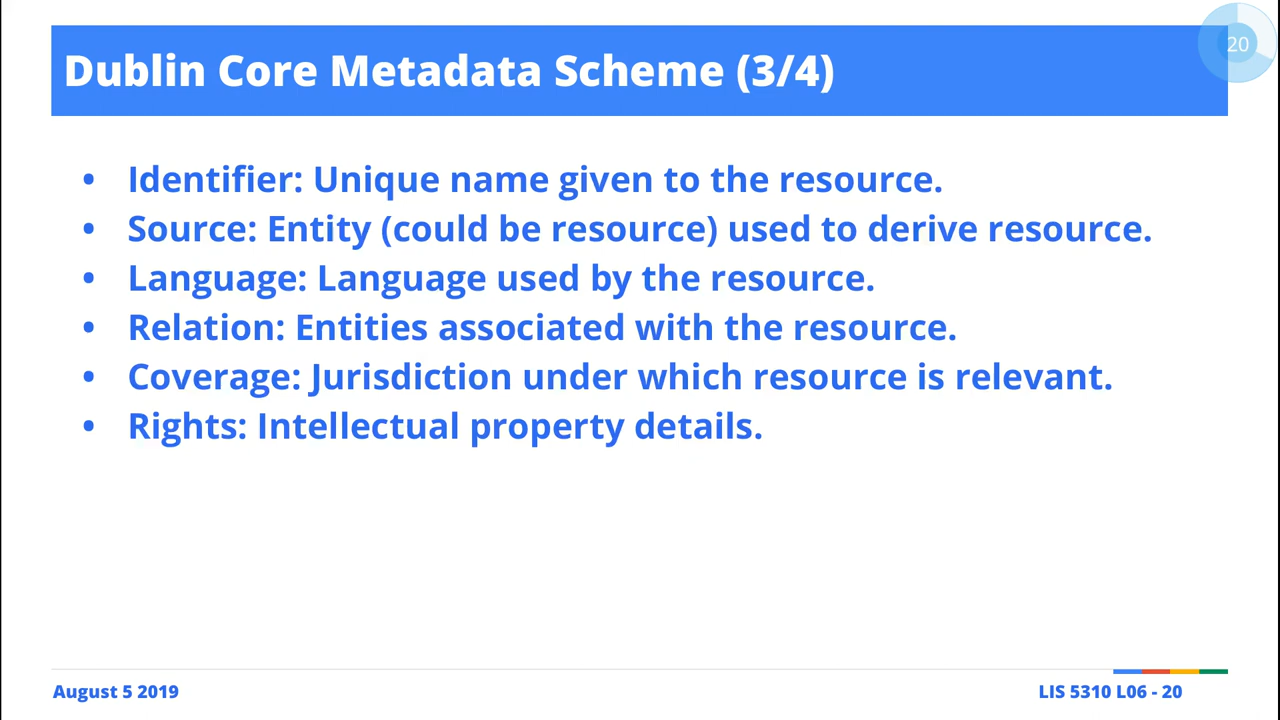 Dublin Core Metadata Scheme (3/4)
20
• Identifier: Unique name given to the resource.
• Source: Entity (could be resource) used to derive resource.
• Language: Language used by the resource.
• Relation: Entities associated with the resource.
• Coverage: Jurisdiction under which resource is relevant.
• Rights: Intellectual property details.
August 5 2019
LIS 5310 L06 - 20